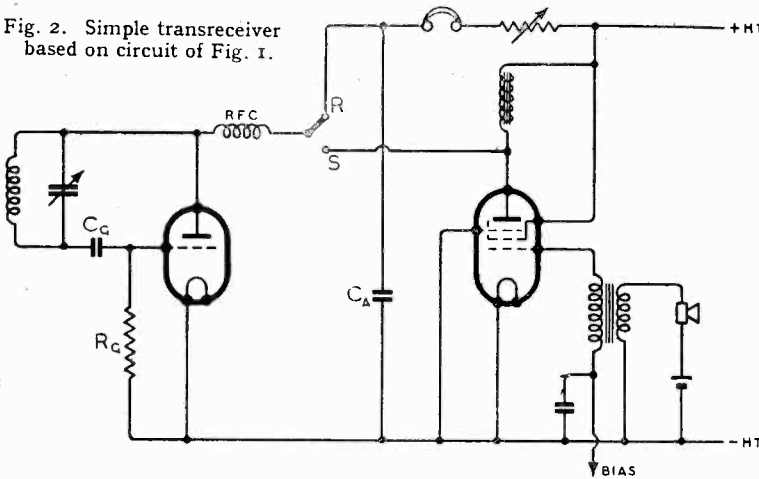 Fig. 2. Simple transreceiver
based on circuit of Fig. 1.
+HT
R
RFC
S
CG
CA
RG
-HT
BIAS